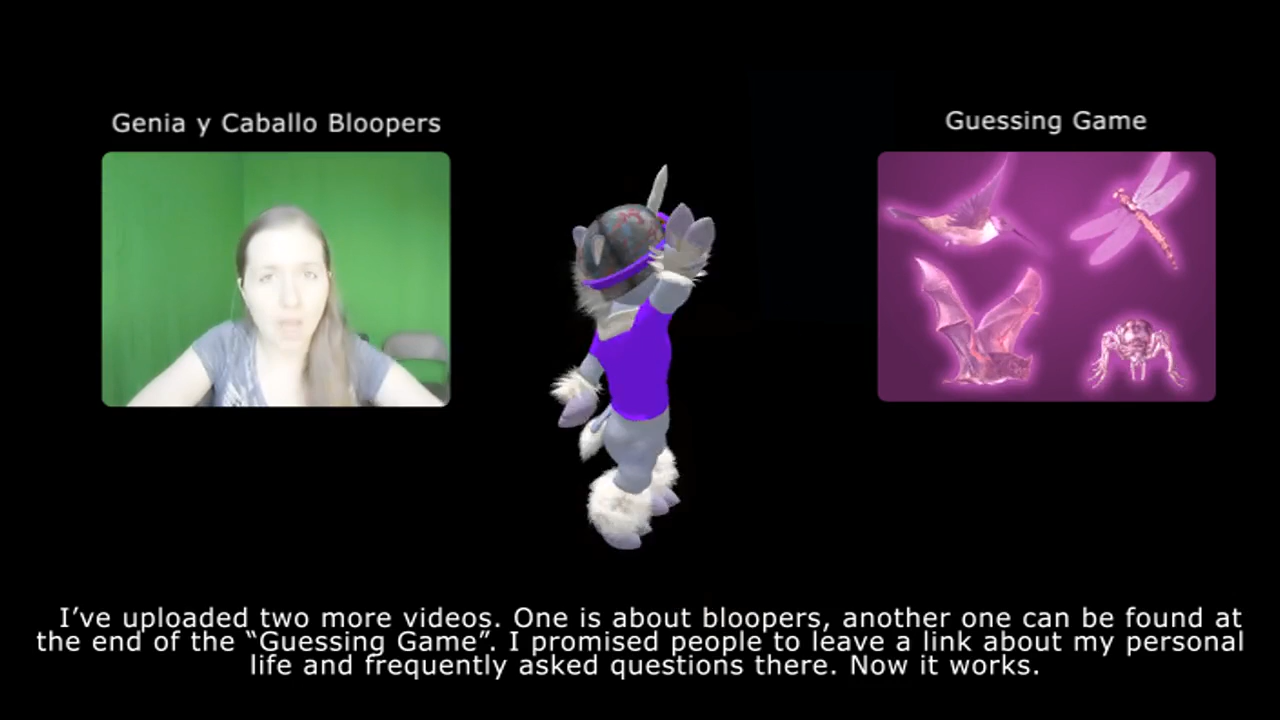 Genia y Caballo Bloopers
Guessing Game
I’ve uploaded two more videos. One is about bloopers, another one can be found at
the end of the “Guessing Game”. I promised people to leave a link about my personal
life and frequently asked questions there. Now it works.